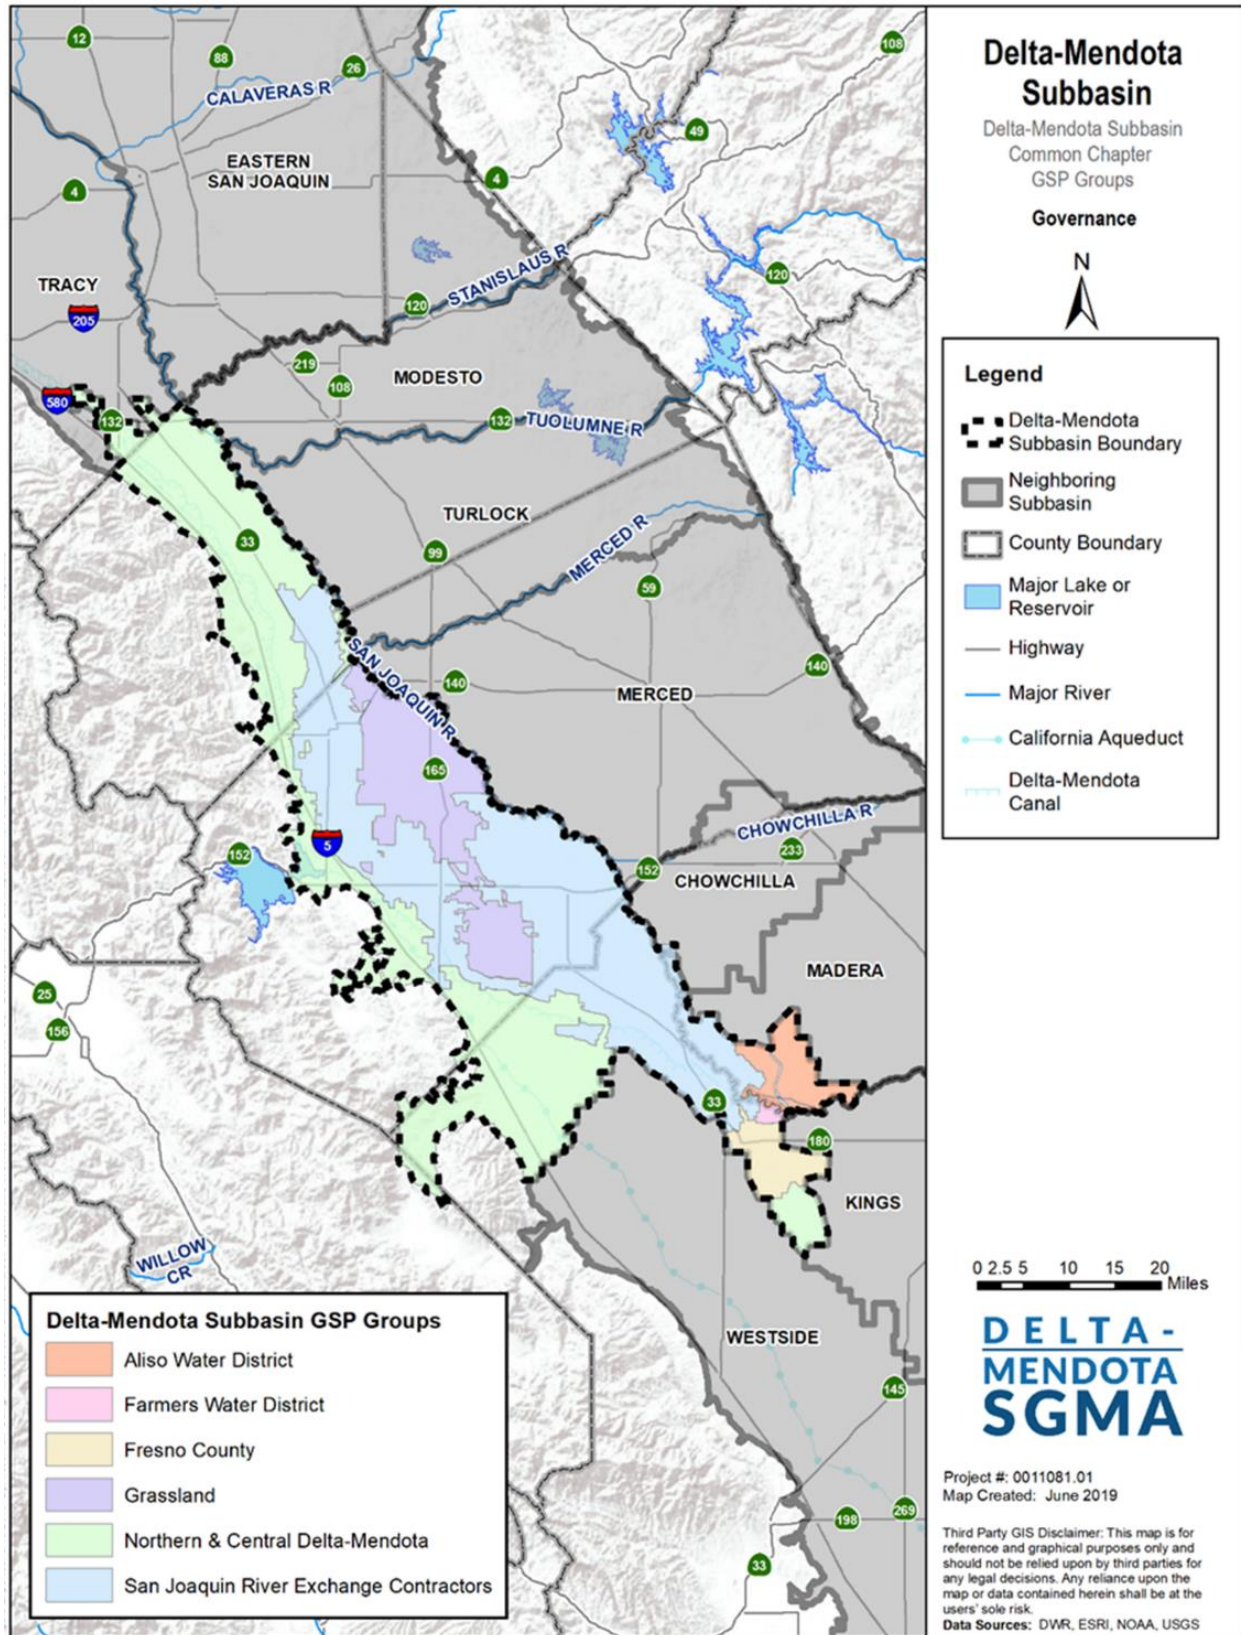 Delta-Mendota
Subbasin
Delta-Mendota Subbasin
Common Chapter
GSP Groups
Governance
N
Legend
Delta-Mendota
Subbasin Boundary
Neighboring
Subbasin
County Boundary
Major Lake or
Reservoir
Highway
Major River
California Aqueduct
Delta-Mendota
Canal
0 2.5 5 10 15 20
Miles
DELTA-
MENDOTA
SGMA
Project #: 0011081.01
Map Created: June 2019
Third Party GIS Disclaimer: This map is for
reference and graphical purposes only and
should not be relied upon by third parties for
any legal decisions. Any reliance upon the
map or data contained herein shall be at the
users' sole risk.
Data Sources: DWR, ESRI, NOAA, USGS
12
88
26
108
CALAVERAS R
49
EASTERN
SAN JOAQUIN
4
4
STANISLAUS R
120
TRACY
205
120
219
108
MODESTO
580
132
132
TUOLUMNE R
TURLOCK
33
99
MERCED R
59
SAN JOAQUIN R
140
140
MERCED
165
5
152
CHOWCHILLA R
233
152
CHOWCHILLA
MADERA
25
156
33
180
KINGS
WILLOW
CR
WESTSIDE
145
198
269
33
Delta-Mendota Subbasin GSP Groups
Aliso Water District
Farmers Water District
Fresno County
Grassland
Northern & Central Delta-Mendota
San Joaquin River Exchange Contractors